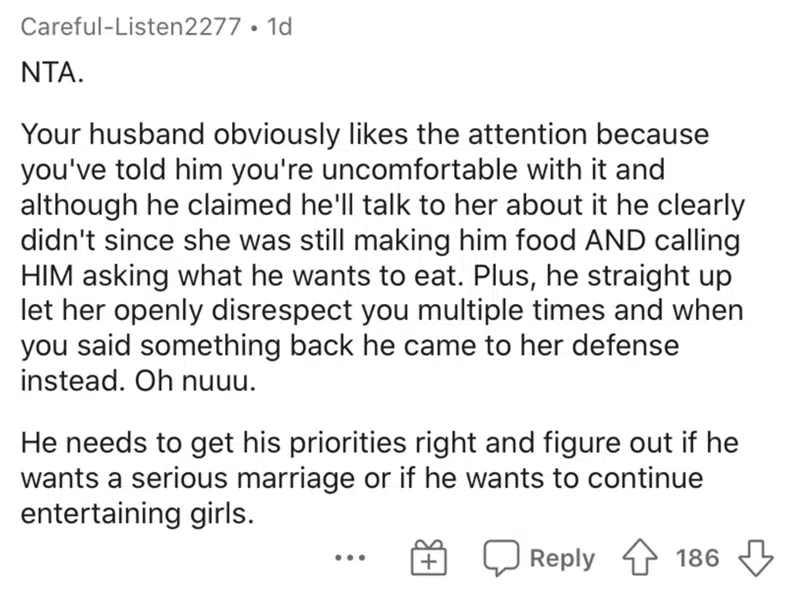 Careful-Listen2277 • 1d
NTA.
Your husband obviously likes the attention because
you've told him you're uncomfortable with it and
although he claimed he'll talk to her about it he clearly
didn't since she was still making him food AND calling
HIM asking what he wants to eat. Plus, he straight up
let her openly disrespect you multiple times and when
you said something back he came to her defense
instead. Oh nuuu.
He needs to get his priorities right and figure out if he
wants a serious marriage or if he wants to continue
entertaining girls.
Reply 186